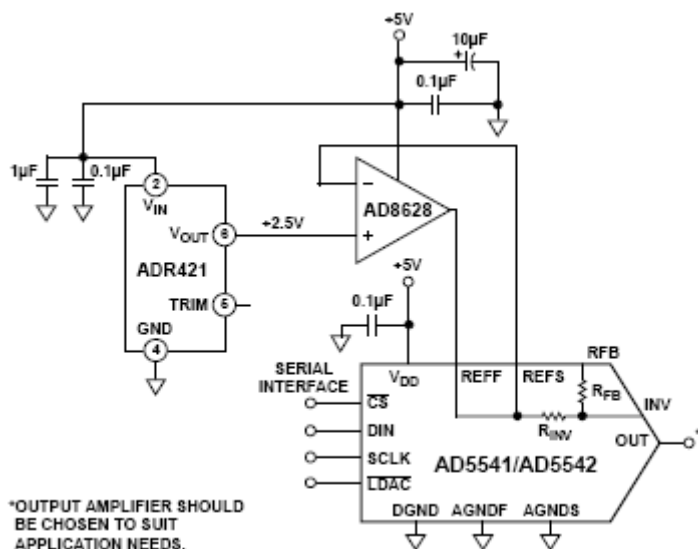 +5V
10µF
+
0.1µF
1µF
0.1µF
2
VIN
VOUT
6
+2.5V
−
AD8628
+
ADR421
TRIM
5
GND
4
+5V
0.1µF
SERIAL
INTERFACE
VDD
REFF
REFS
RFB
RFB
CS
INV
RINV
OUT
*
DIN
SCLK
AD5541/AD5542
LDAC
DGND
AGNDF
AGNDS
*OUTPUT AMPLIFIER SHOULD
BE CHOSEN TO SUIT
APPLICATION NEEDS.